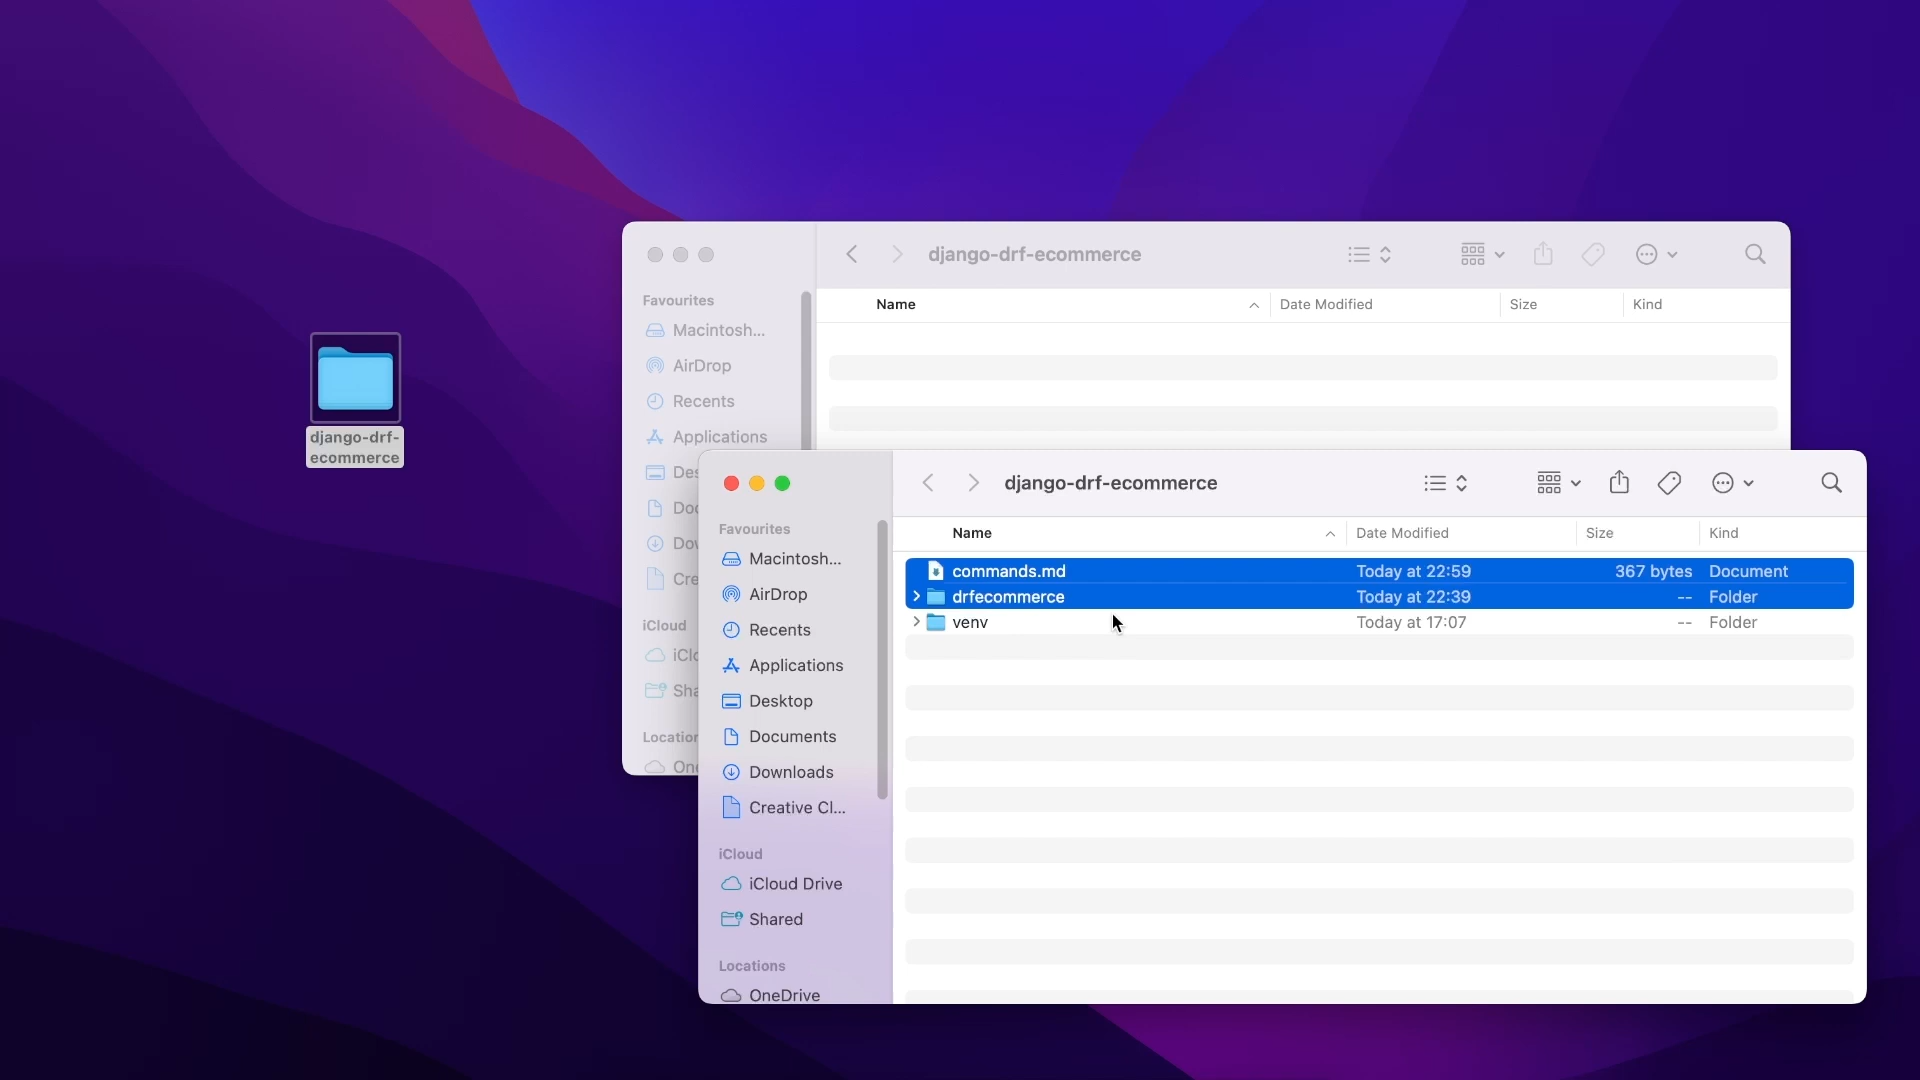 django-drf-
ecommerce
django-drf-ecommerce
Favourites
Name
Date Modified
Size
Kind
Macintosh...
AirDrop
Recents
Applications
iCloud
django-drf-ecommerce
Favourites
Name
Date Modified
Size
Kind
Macintosh...
commands.md
Today at 22:59
367 bytes
Document
AirDrop
drfecommerce
Today at 22:39
--
Folder
Recents
venv
Today at 17:07
--
Folder
Applications
Desktop
Documents
Downloads
Creative Cl...
iCloud
iCloud Drive
Shared
Locations
OneDrive